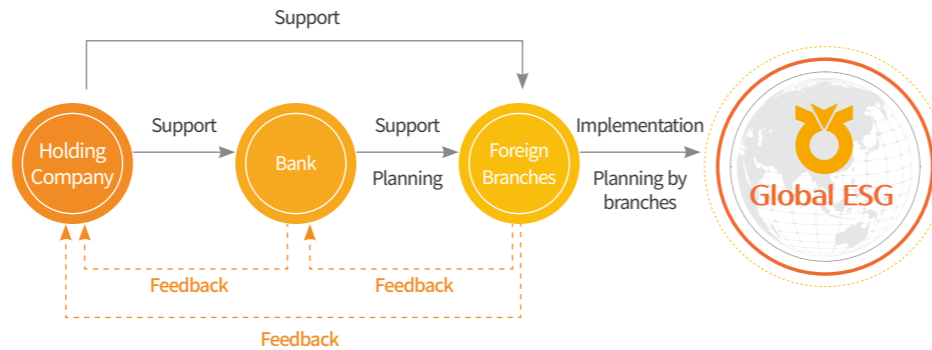 Support
Holding
Company
Support
Bank
Support
Planning
Foreign
Branches
Implementation
Planning by
branches
Global ESG
Feedback
Feedback
Feedback